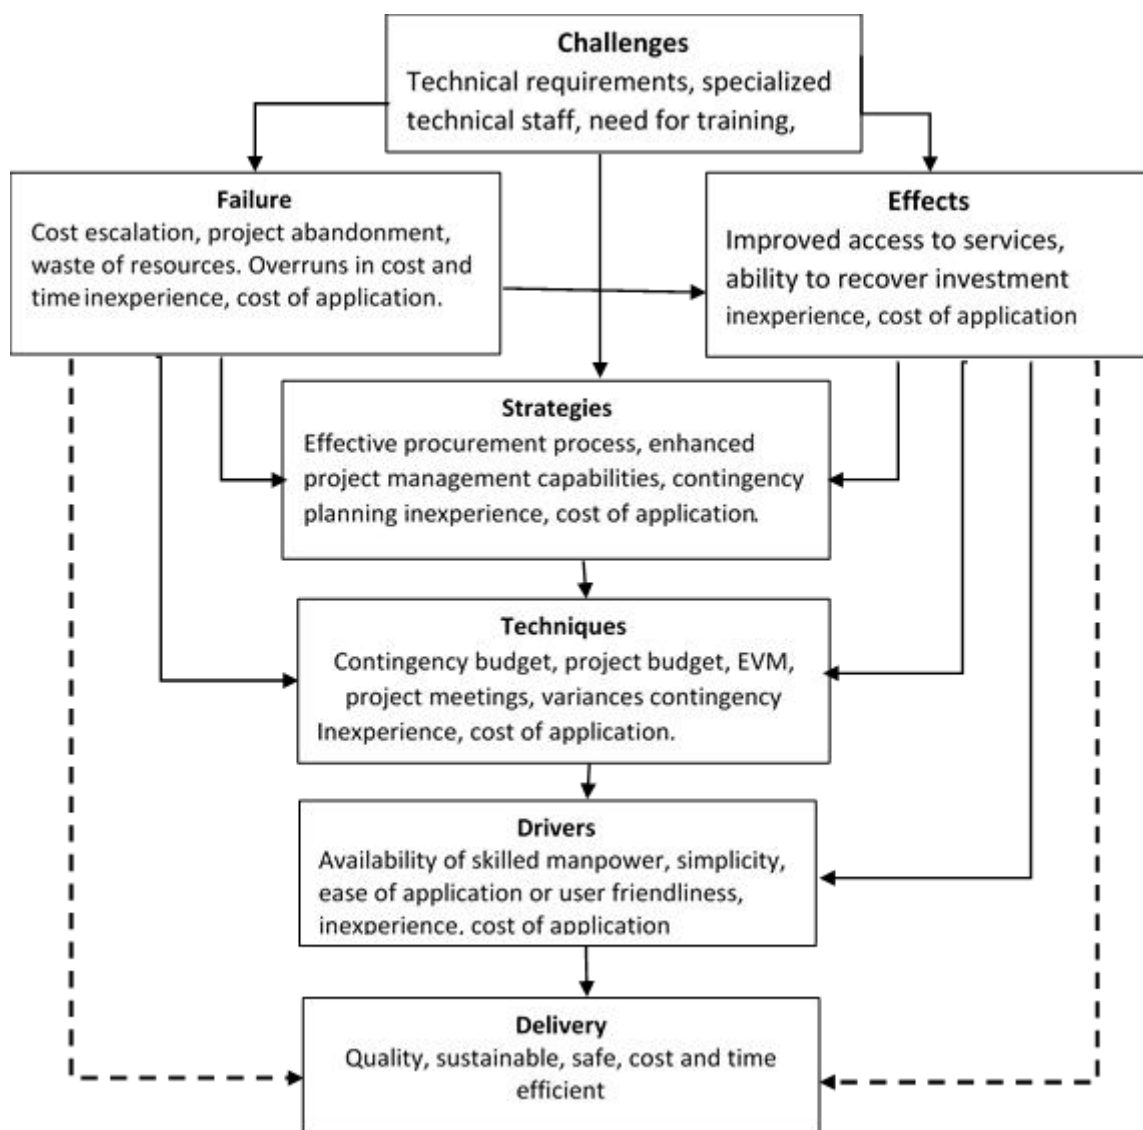 Challenges
Technical requirements, specialized
technical staff, need for training,
Failure
Cost escalation, project abandonment,
waste of resources. Overruns in cost and
time inexperience, cost of application.
Effects
Improved access to services,
ability to recover investment
inexperience, cost of application
Strategies
Effective procurement process, enhanced
project management capabilities, contingency
planning inexperience, cost of application.
Techniques
Contingency budget, project budget, EVM,
project meetings, variances contingency
Inexperience, cost of application.
Drivers
Availability of skilled manpower, simplicity,
ease of application or user friendliness,
inexperience, cost of application
Delivery
Quality, sustainable, safe, cost and time
efficient